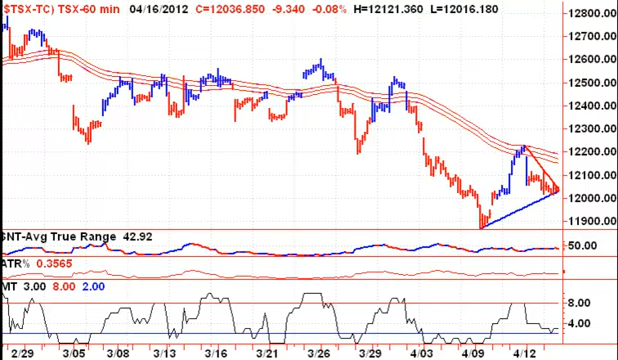 $TSX-TC) TSX-60 min 04/16/2012 C=12036.850 -9.340 -0.08% H=12121.360 L=12016.180
12800.00
12700.00
12600.00
12500.00
12400.00
12300.00
12200.00
12100.00
12000.00
11900.00
$NT-Avg True Range 42.92
50.00
ATR% 0.3565
MT 3.00 8.00 2.00
8.00
4.00
2/29 3/05 3/08 3/13 3/16 3/21 3/26 3/29 4/03 4/09 4/12